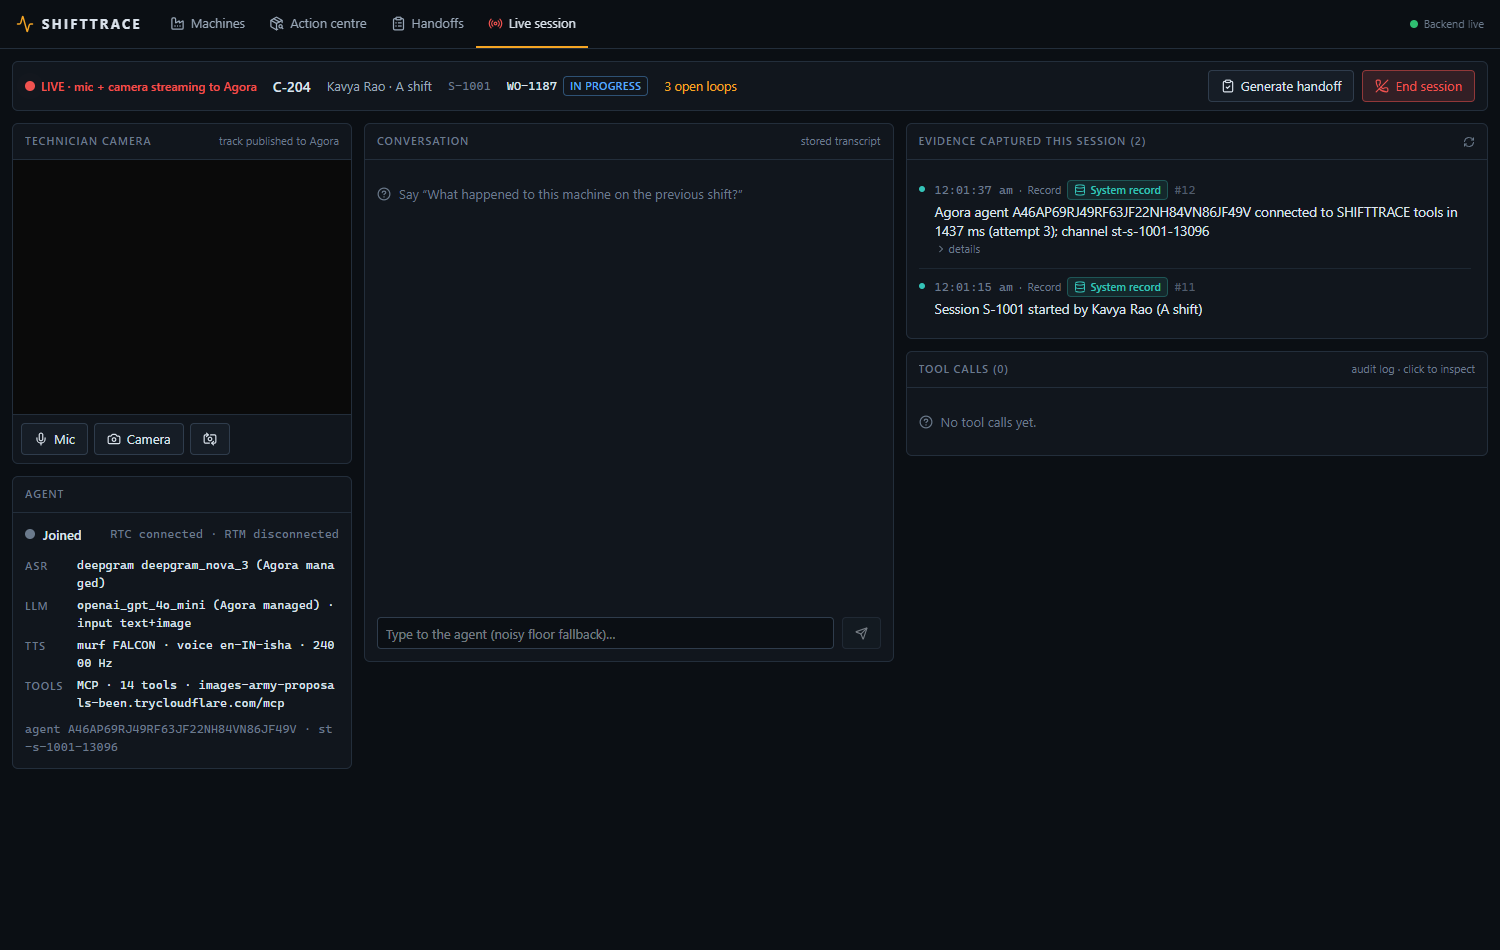 SHIFTTRACE
Machines
Action centre
Handoffs
Live session
Backend live
LIVE · mic + camera streaming to Agora
C-204
Kavya Rao · A shift
S-1001
WO-1187
IN PROGRESS
3 open loops
Generate handoff
End session
TECHNICIAN CAMERA
track published to Agora
Mic
Camera
AGENT
Joined
RTC connected · RTM disconnected
ASR
deepgram deepgram_nova_3 (Agora mana
ged)
LLM
openai_gpt_4o_mini (Agora managed) ·
input text+image
TTS
murf FALCON · voice en-IN-isha · 240
00 Hz
TOOLS
MCP · 14 tools · images-army-proposa
ls-been.trycloudflare.com/mcp
agent A46AP69RJ49RF63JF22NH84VN86JF49V · st
-s-1001-13096
CONVERSATION
stored transcript
Say “What happened to this machine on the previous shift?”
Type to the agent (noisy floor fallback)...
EVIDENCE CAPTURED THIS SESSION (2)
12:01:37 am · Record
System record
#12
Agora agent A46AP69RJ49RF63JF22NH84VN86JF49V connected to SHIFTTRACE tools in
1437 ms (attempt 3); channel st-s-1001-13096
details
12:01:15 am · Record
System record
#11
Session S-1001 started by Kavya Rao (A shift)
TOOL CALLS (0)
audit log · click to inspect
No tool calls yet.